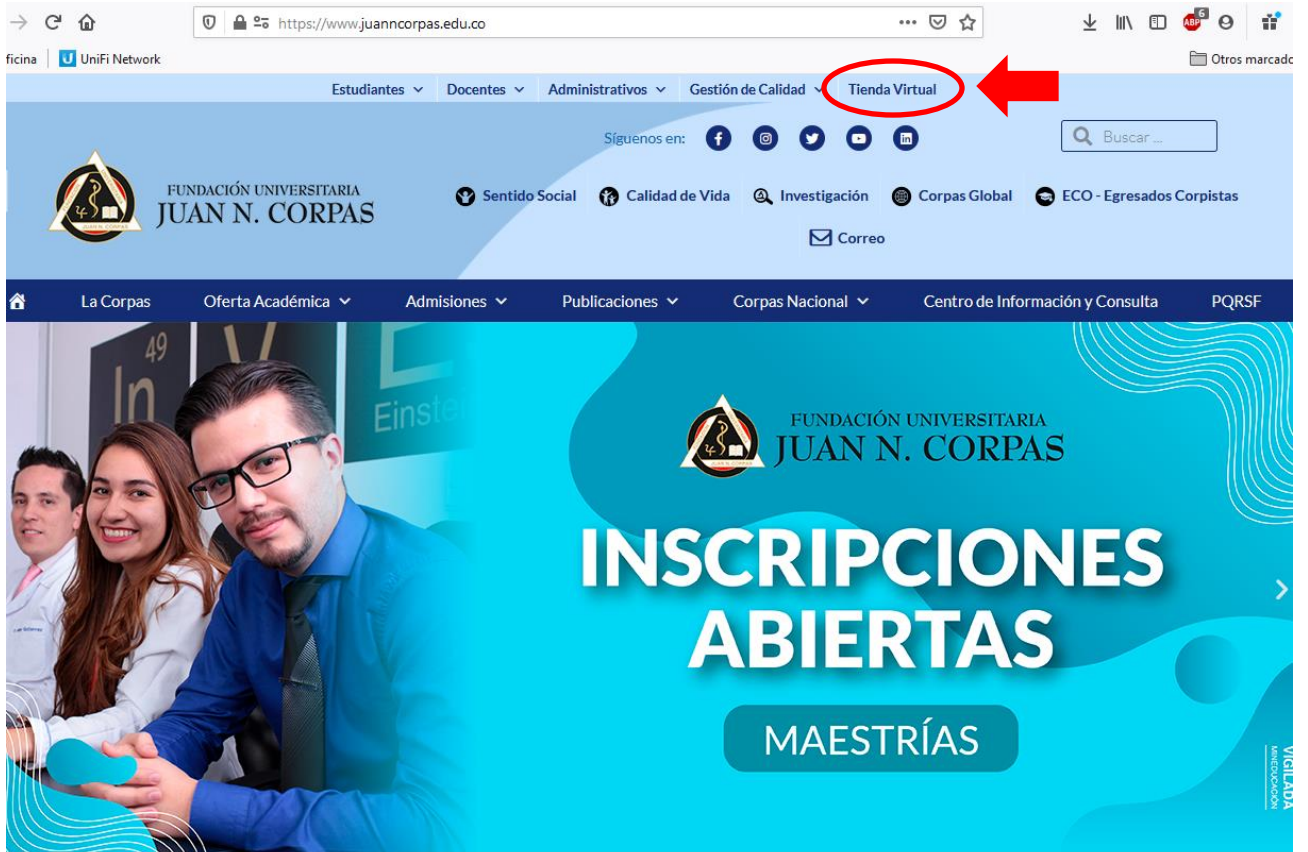 https://www.juanncorpas.edu.co
ABP
6
ficina
UniFi Network
Otros marcado
Estudiantes
Docentes
Administrativos
Gestión de Calidad
Tienda Virtual
Síguenos en:
Buscar ...
FUNDACIÓN UNIVERSITARIA
JUAN N. CORPAS
Sentido Social
Calidad de Vida
Investigación
Corpas Global
ECO - Egresados Corpistas
Correo
La Corpas
Oferta Académica
Admisiones
Publicaciones
Corpas Nacional
Centro de Información y Consulta
PQRSF
49
In
V
E
Einste
FUNDACIÓN UNIVERSITARIA
JUAN N. CORPAS
INSCRIPCIONES
ABIERTAS
MAESTRÍAS
VIGILADA
MINEDUCACIÓN